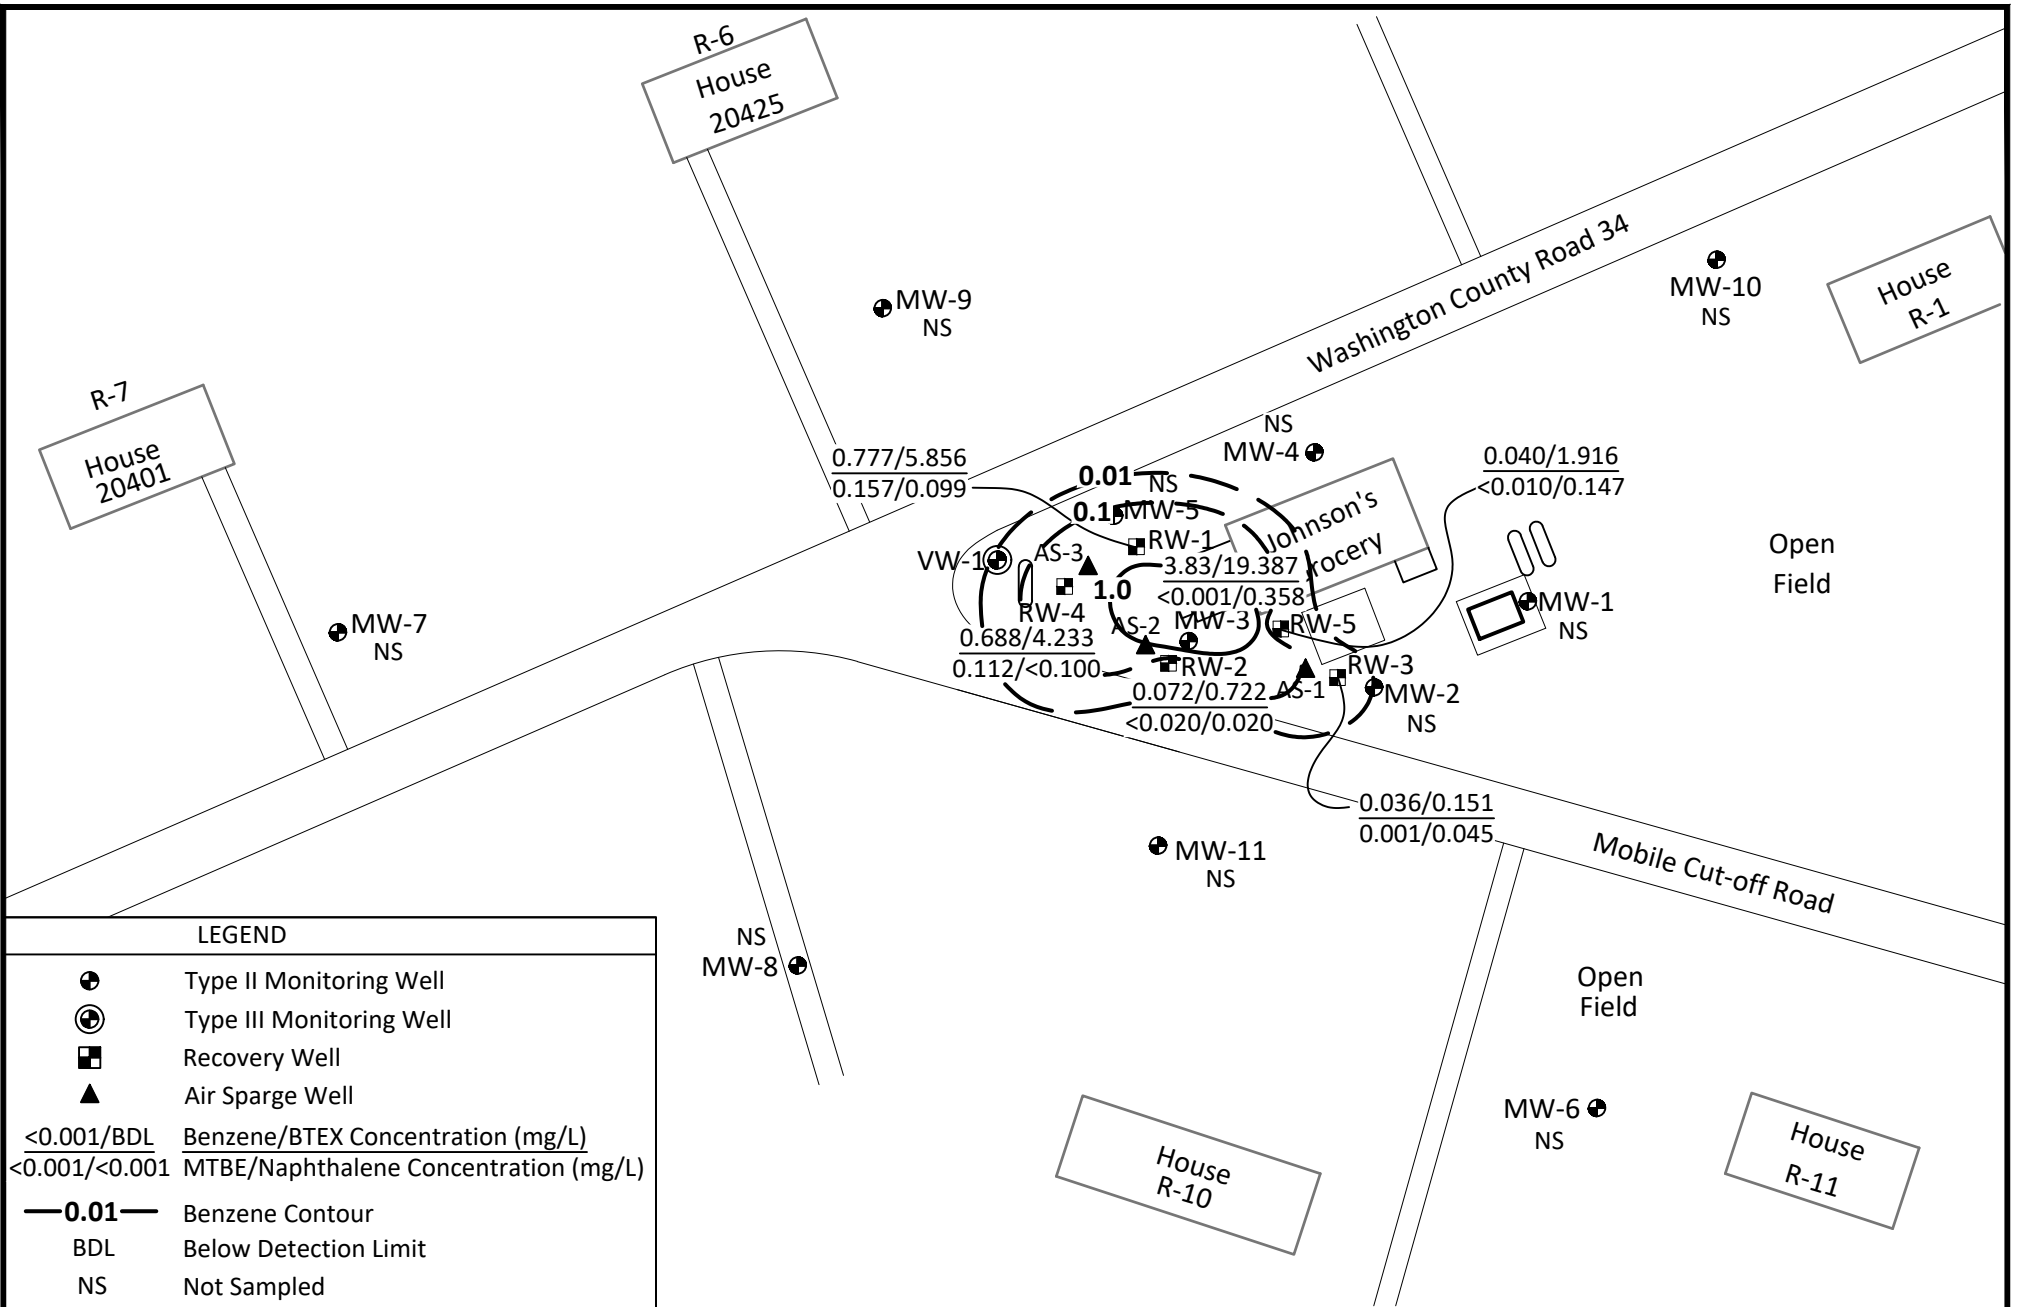 R-6
House
20425
Washington County Road 34
MW-10
NS
House
R-1
MW-9
NS
R-7
House
20401
NS
MW-4
0.777/5.856
0.157/0.099
0.040/1.916
<0.010/0.147
0.01
NS
0.1
MW-5
Johnson's
rocery
RW-1
VW-1
AS-3
3.83/19.387
<0.001/0.358
1.0
RW-4
Open
Field
MW-1
NS
MW-7
NS
AS-2
MW-3
RW-5
0.688/4.233
0.112/<0.100
RW-2
RW-3
0.072/0.722
<0.020/0.020
AS-1
MW-2
NS
0.036/0.151
0.001/0.045
MW-11
NS
Mobile Cut-off Road
NS
MW-8
Open
Field
MW-6
NS
House
R-10
House
R-11
LEGEND
Type II Monitoring Well
Type III Monitoring Well
Recovery Well
Air Sparge Well
<0.001/BDL Benzene/BTEX Concentration (mg/L)
<0.001/<0.001 MTBE/Naphthalene Concentration (mg/L)
0.01 Benzene Contour
BDL Below Detection Limit
NS Not Sampled